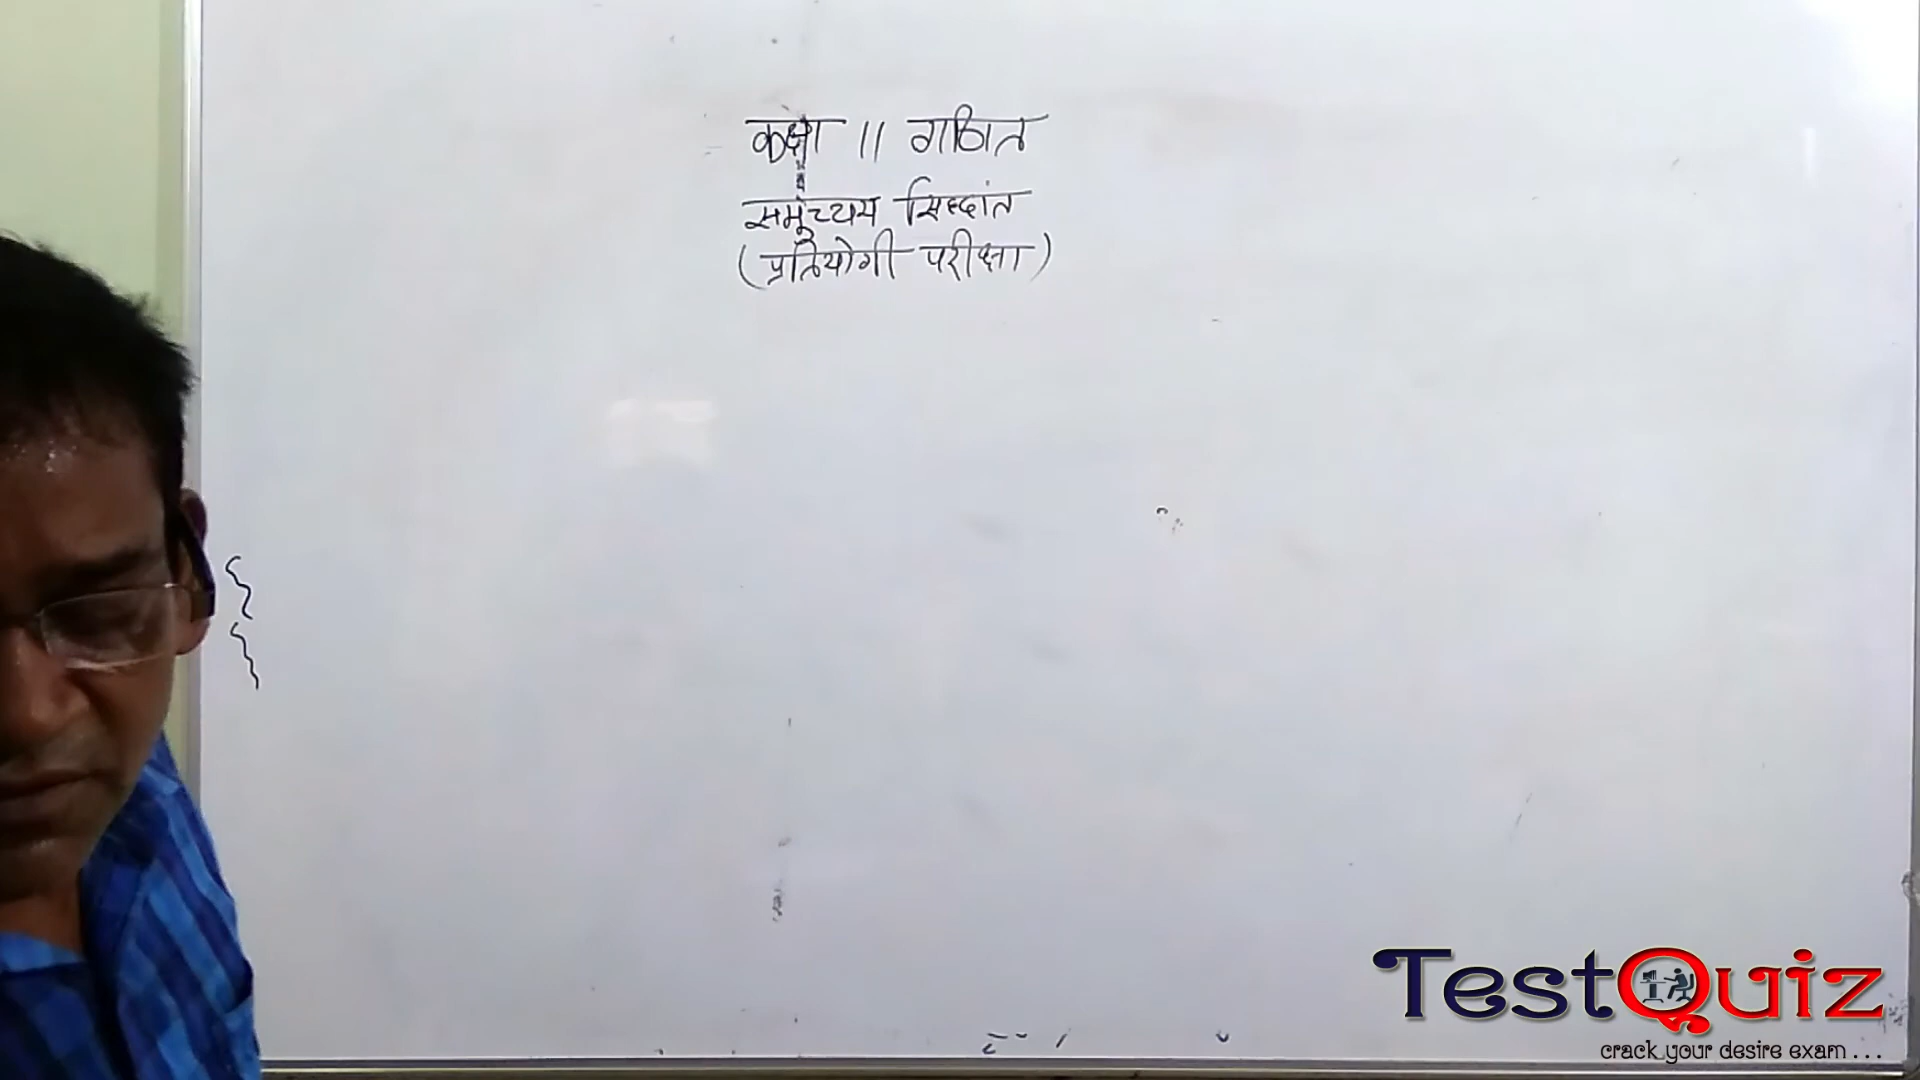 कक्षा 11 गणित
समुच्चय सिद्धांत
(प्रतियोगी परीक्षा)
TestQuiz
crack your desire exam . . .